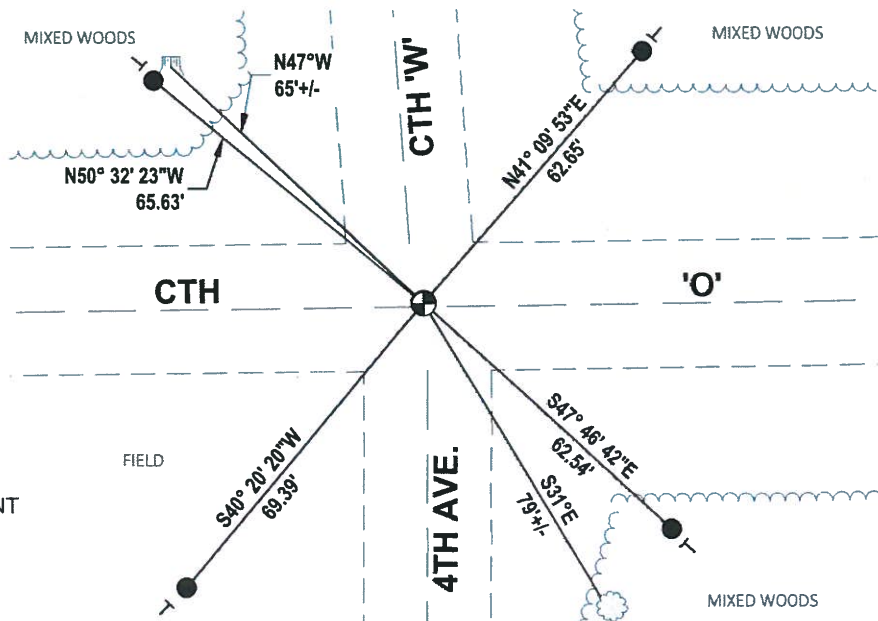 MIXED WOODS
MIXED WOODS
N47°W
65'+/-
CTH 'W'
N41° 09' 53"E
62.65'
N50° 32' 23"W
65.63'
CTH
'O'
S47° 46' 42"E
62.54'
S40° 20' 20"W
69.39'
FIELD
S31°E
79'+/-
4TH AVE.
NT
MIXED WOODS